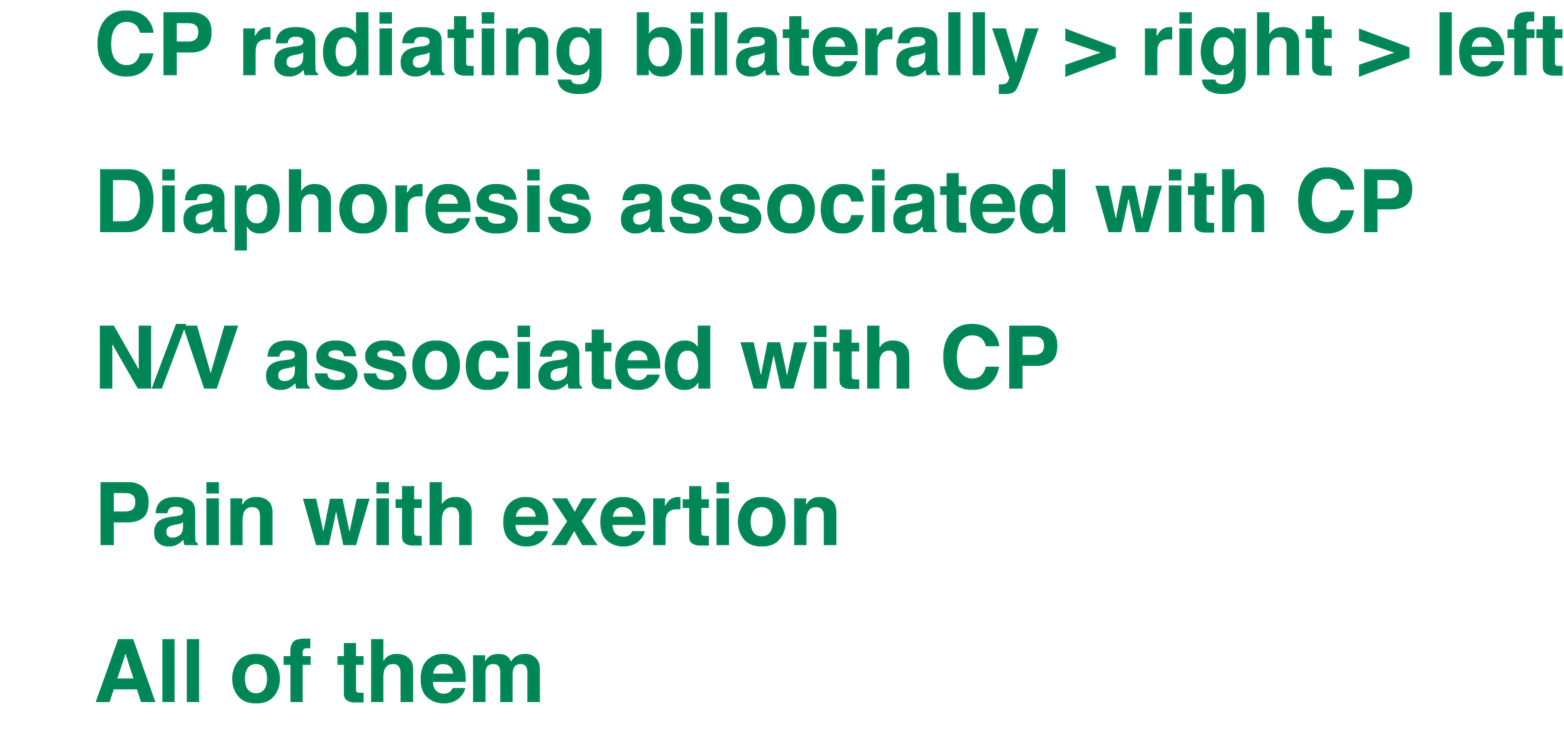 CP radiating bilaterally > right > left
Diaphoresis associated with CP
N/V associated with CP
Pain with exertion
All of them